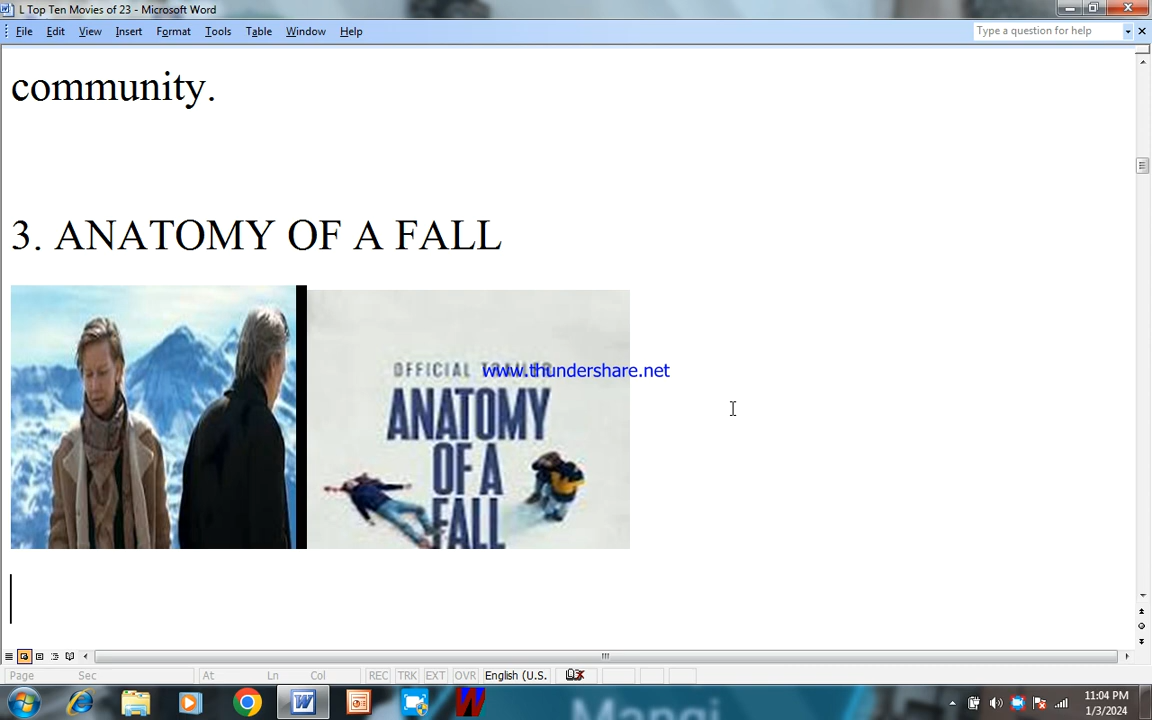 L Top Ten Movies of 23 - Microsoft Word
File Edit View Insert Format Tools Table Window Help Type a question for help
community.
3. ANATOMY OF A FALL
OFFICIAL TRAILER
www.thundershare.net
ANATOMY
OF A
FALL
Page Sec At Ln Col REC TRK EXT OVR English (U.S.
11:04 PM
1/3/2024
Mangi